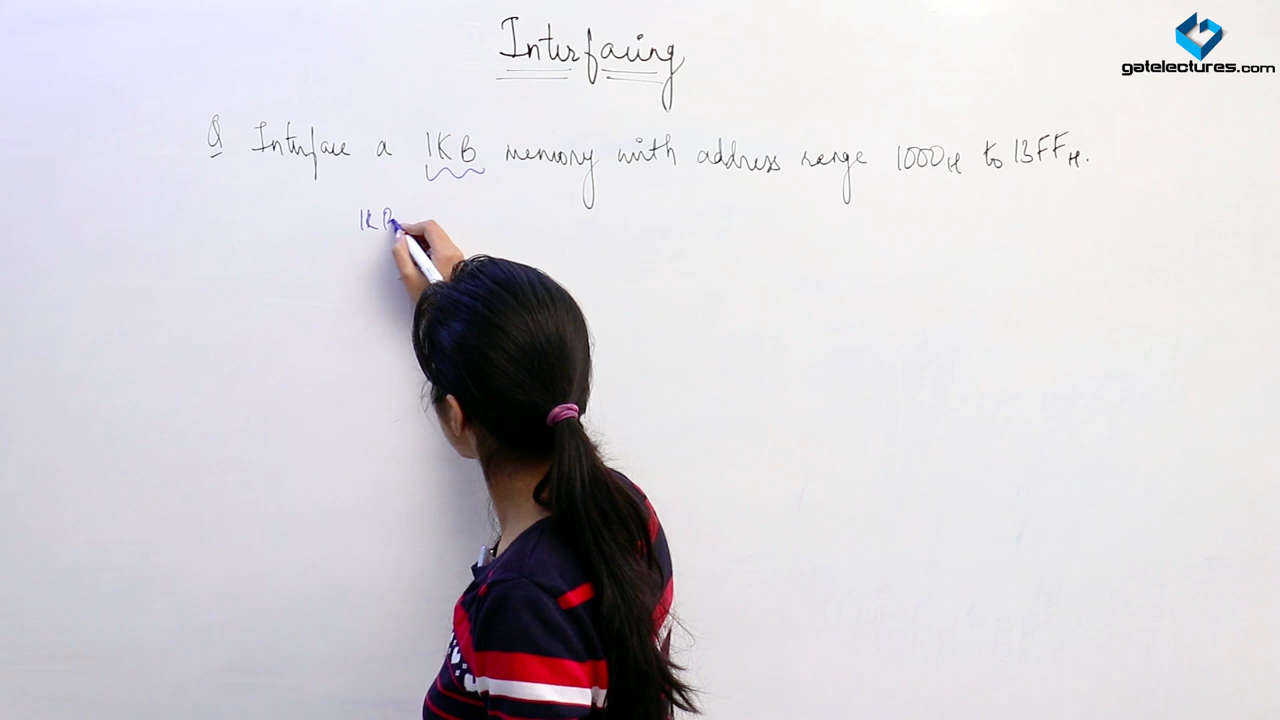 Interfacing
gatelectures.com
Q Interface a 1KB memory with address range 1000H to 13FFH.
1KB